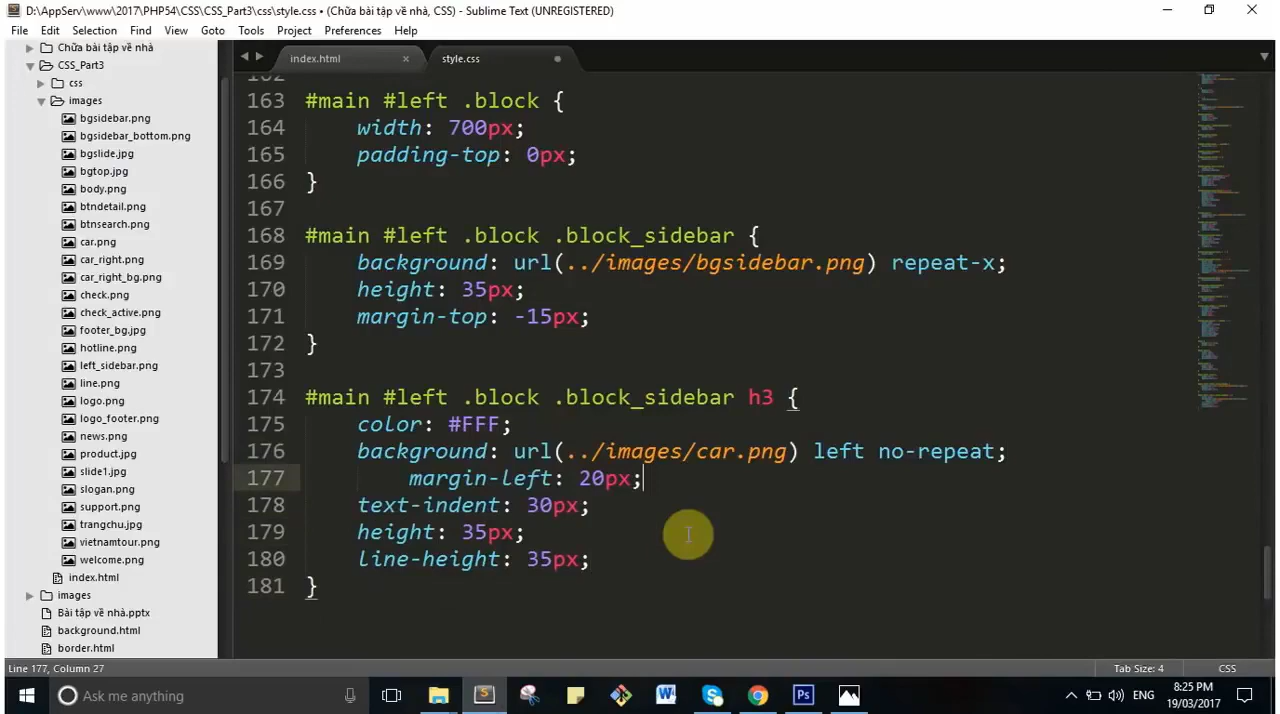 D:\AppServ\www\2017\PHP54\CSS\CSS_Part3\css\style.css • (Chữa bài tập về nhà, CSS) - Sublime Text (UNREGISTERED)
File Edit Selection Find View Goto Tools Project Preferences Help
Chữa bài tập về nhà
CSS_Part3
css
images
bgsidebar.png
bgsidebar_bottom.png
bgslide.jpg
bgtop.jpg
body.png
btndetail.png
btnsearch.png
car.png
car_right.png
car_right_bg.png
check.png
check_active.png
footer_bg.jpg
hotline.png
left_sidebar.png
line.png
logo.png
logo_footer.png
news.png
product.jpg
slide1.jpg
slogan.png
support.png
trangchu.jpg
vietnamtour.png
welcome.png
index.html
images
Bài tập về nhà.pptx
background.html
border.html
index.html × style.css
162
163 #main #left .block {
164 width: 700px;
165 padding-top: 0px;
166 }
167
168 #main #left .block .block_sidebar {
169 background: url(../images/bgsidebar.png) repeat-x;
170 height: 35px;
171 margin-top: -15px;
172 }
173
174 #main #left .block .block_sidebar h3 {
175 color: #FFF;
176 background: url(../images/car.png) left no-repeat;
177 margin-left: 20px;
178 text-indent: 30px;
179 height: 35px;
180 line-height: 35px;
181 }
Line 177, Column 27 Tab Size: 4 CSS
Ask me anything
ENG
8:25 PM
19/03/2017